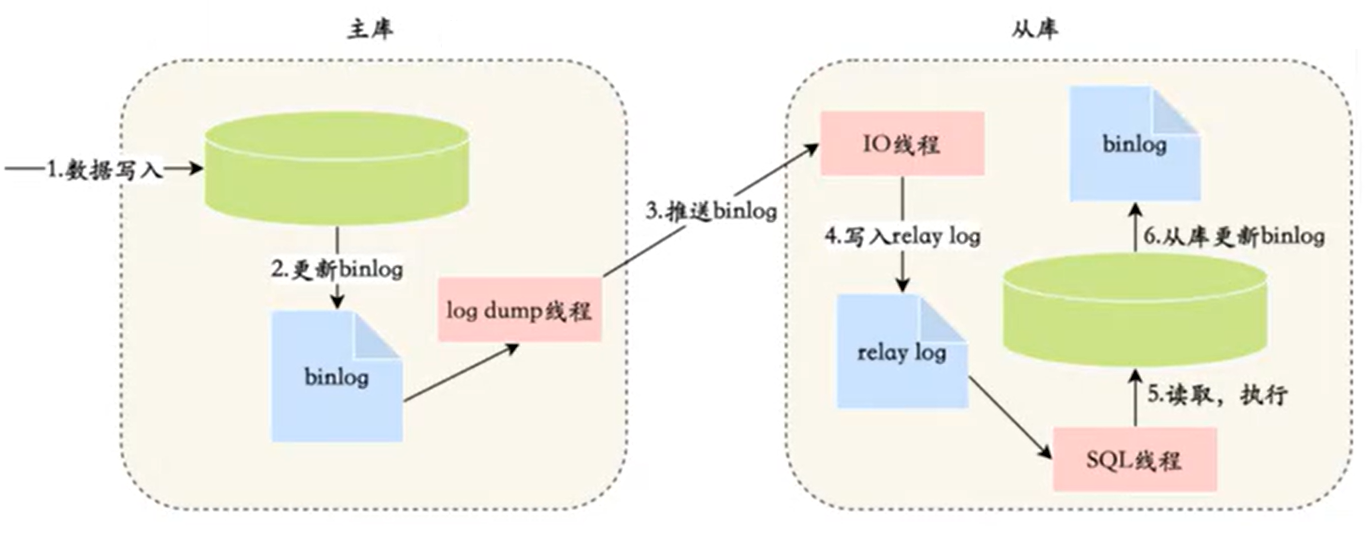 主库
从库
1.数据写入
2.更新binlog
binlog
log dump线程
3.推送binlog
IO线程
4.写入relay log
relay log
SQL线程
5.读取，执行
6.从库更新binlog
binlog